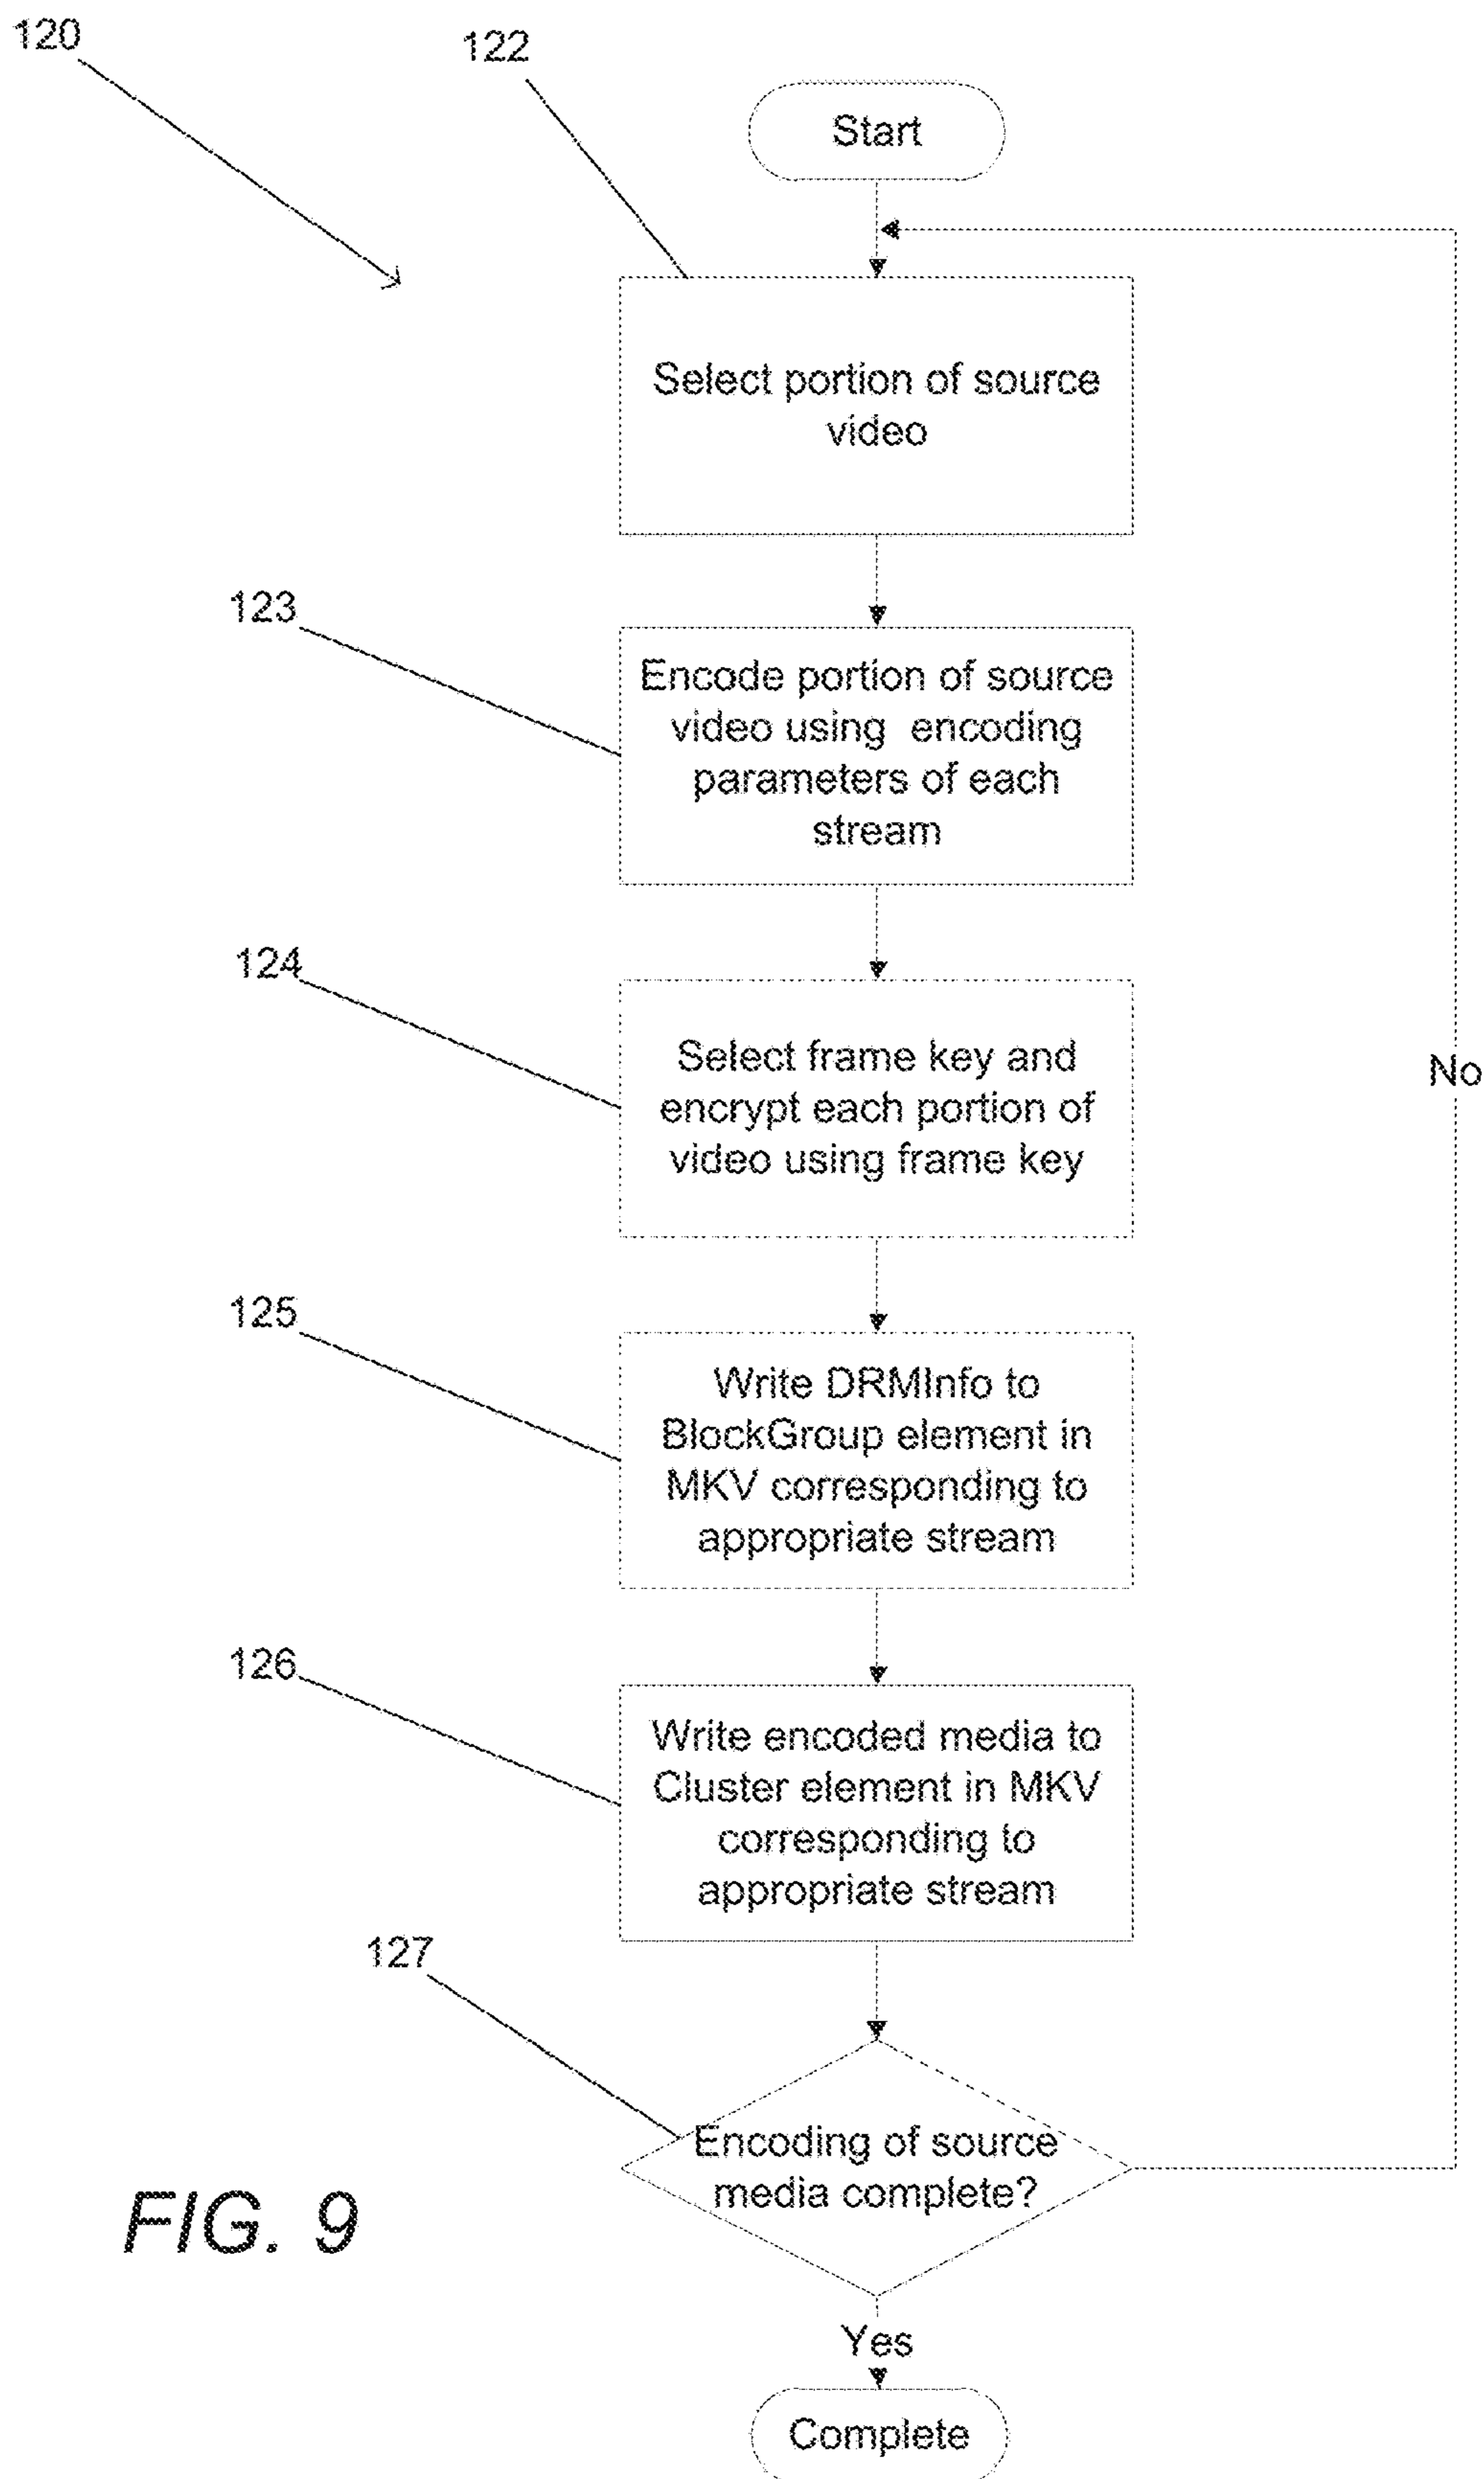 120
122
Start
Select portion of source
video
123
Encode portion of source
video using encoding
parameters of each
stream
124
Select frame key and
encrypt each portion of
video using frame key
No
125
Write DRMInfo to
BlockGroup element in
MKV corresponding to
appropriate stream
126
Write encoded media to
Cluster element in MKV
corresponding to
appropriate stream
127
Encoding of source
media complete?
FIG. 9
Yes
Complete